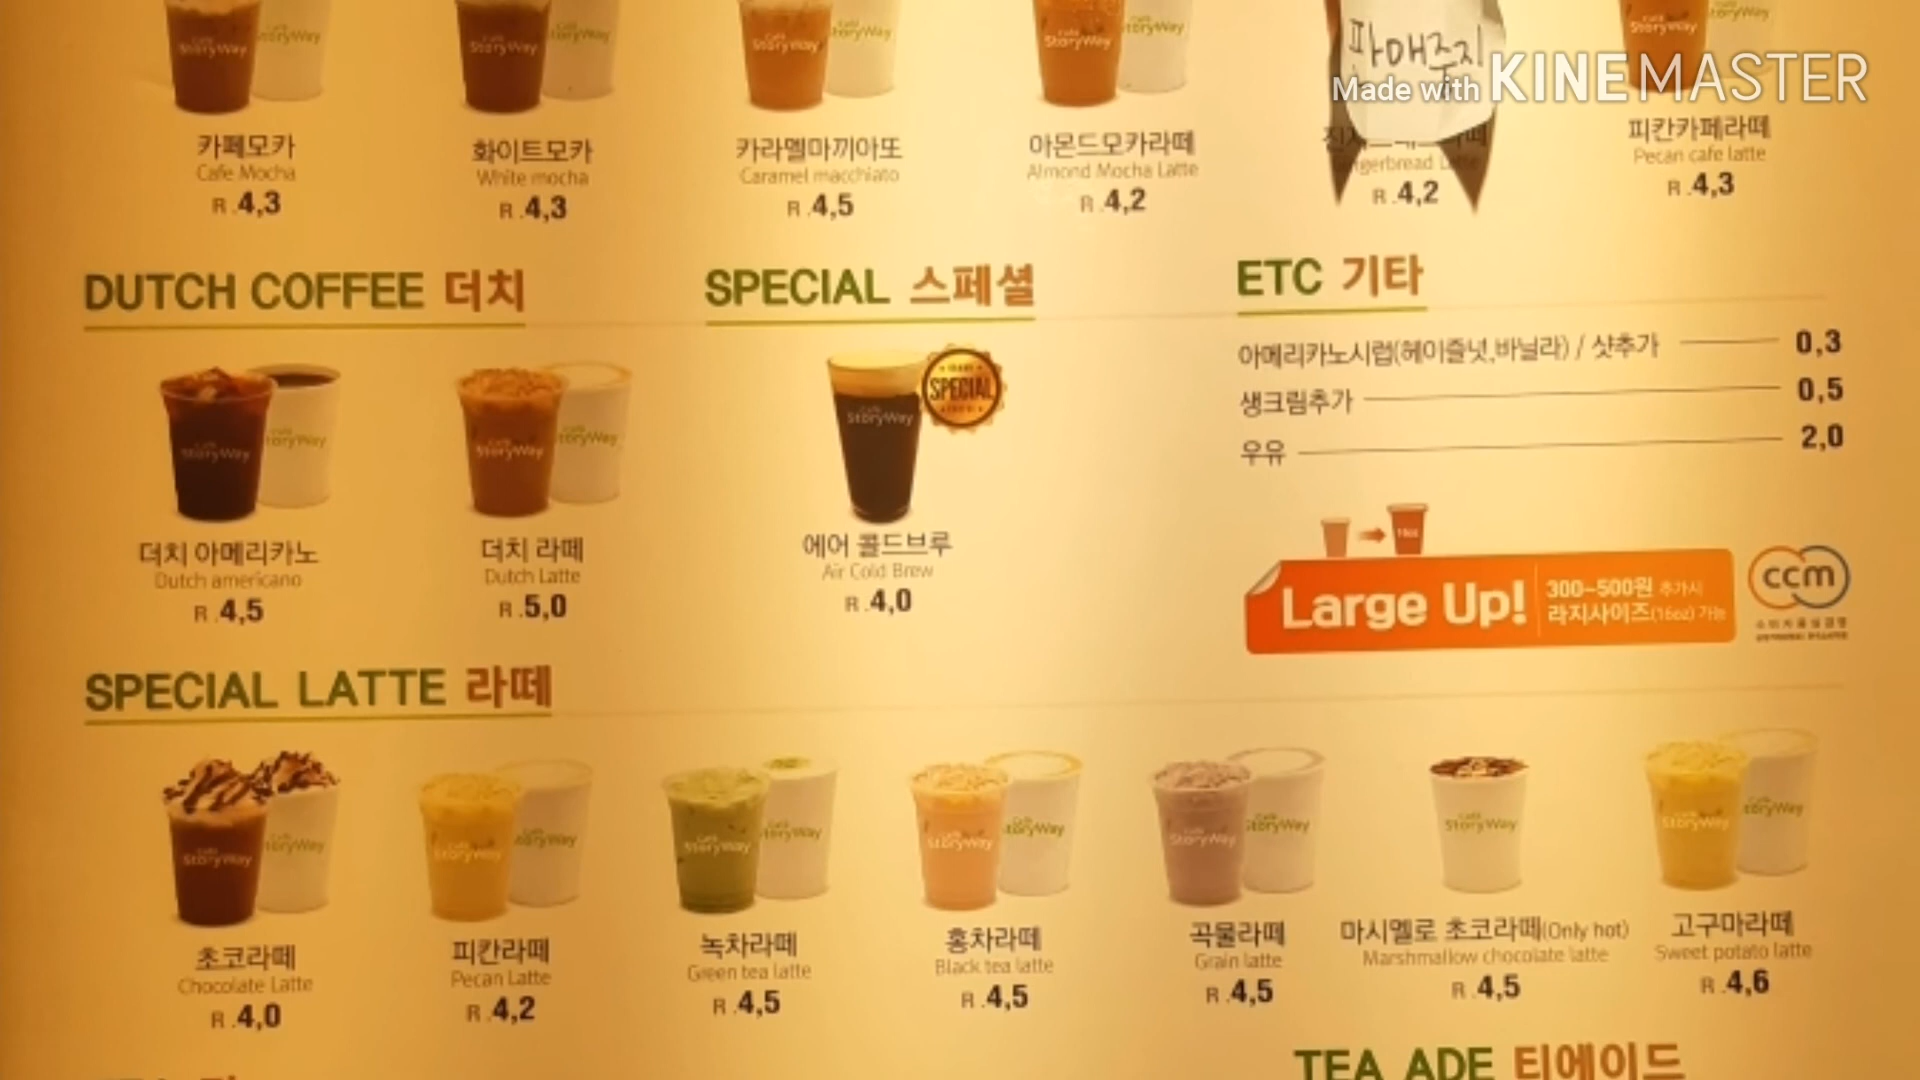 판매중지
Made with KINEMASTER
카페모카 화이트모카 카라멜마끼아또 아몬드모카라떼 피칸카페라떼
Cafe Mocha White mocha Caramel macchiato Almond Mocha Latte Pecan cafe latte
R .4,3 R .4,3 R .4,5 R .4,2 R .4,2 R .4,3
DUTCH COFFEE 더치 SPECIAL 스페셜 ETC 기타
아메리카노시럽(헤이즐넛,바닐라) / 샷추가 0,3
생크림추가 0,5
우유 2,0
SPECIAL
Cafe StoryWay
더치 아메리카노 더치 라떼 에어 콜드브루
Dutch americano Dutch Latte Air Cold Brew
R .4,5 R .5,0 R .4,0
Large Up! 300~500원 추가시
라지사이즈(16oz) 가능
ccm
SPECIAL LATTE 라떼
초코라떼 피칸라떼 녹차라떼 홍차라떼 곡물라떼 마시멜로 초코라떼(Only hot) 고구마라떼
Chocolate Latte Pecan Latte Green tea latte Black tea latte Grain latte Marshmallow chocolate latte Sweet potato latte
R .4,0 R .4,2 R .4,5 R .4,5 R .4,5 R .4,5 R .4,6
TEA ADE 티에이드